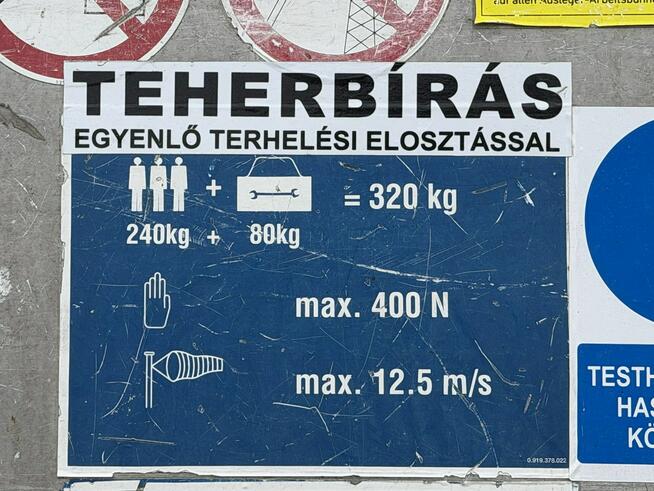 TEHERBÍRÁS
EGYENLŐ TERHELÉSI ELOSZTÁSSAL
+ = 320 kg
240kg + 80kg
max. 400 N
max. 12.5 m/s
0.919.378.022
TESTH
HAS
KÖ